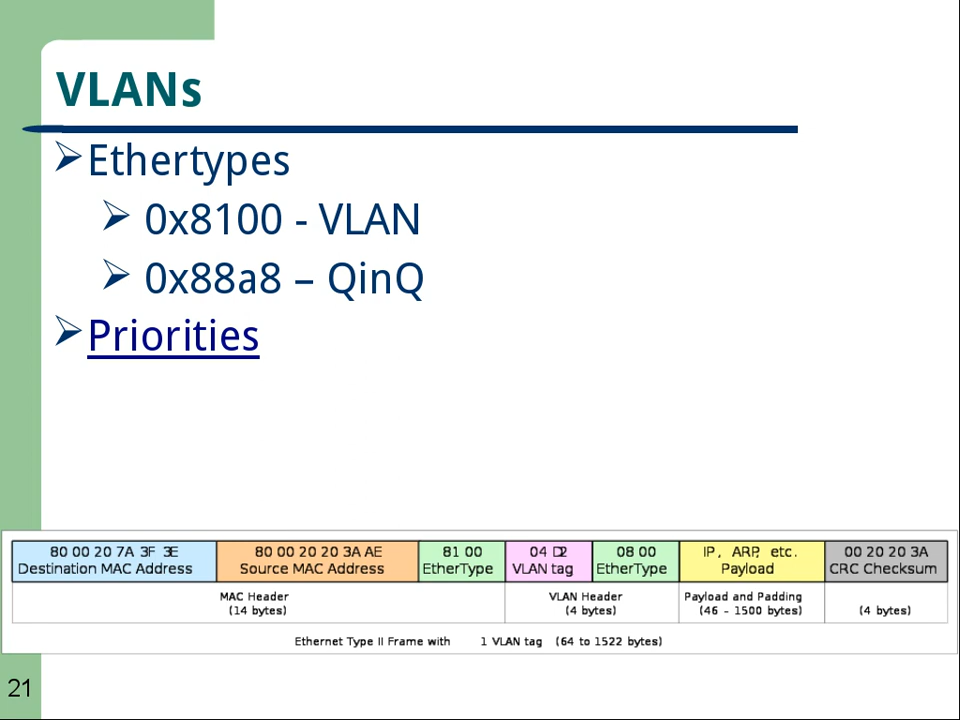 VLANs
Ethertypes
0x8100 - VLAN
0x88a8 – QinQ
Priorities
80 00 20 7A 3F 3E 80 00 20 20 3A AE 81 00 04 D2 08 00 IP, ARP, etc. 00 20 20 3A
Destination MAC Address Source MAC Address EtherType VLAN tag EtherType Payload CRC Checksum
MAC Header VLAN Header Payload and Padding
(14 bytes) (4 bytes) (46 - 1500 bytes) (4 bytes)
Ethernet Type II Frame with 1 VLAN tag (64 to 1522 bytes)
21